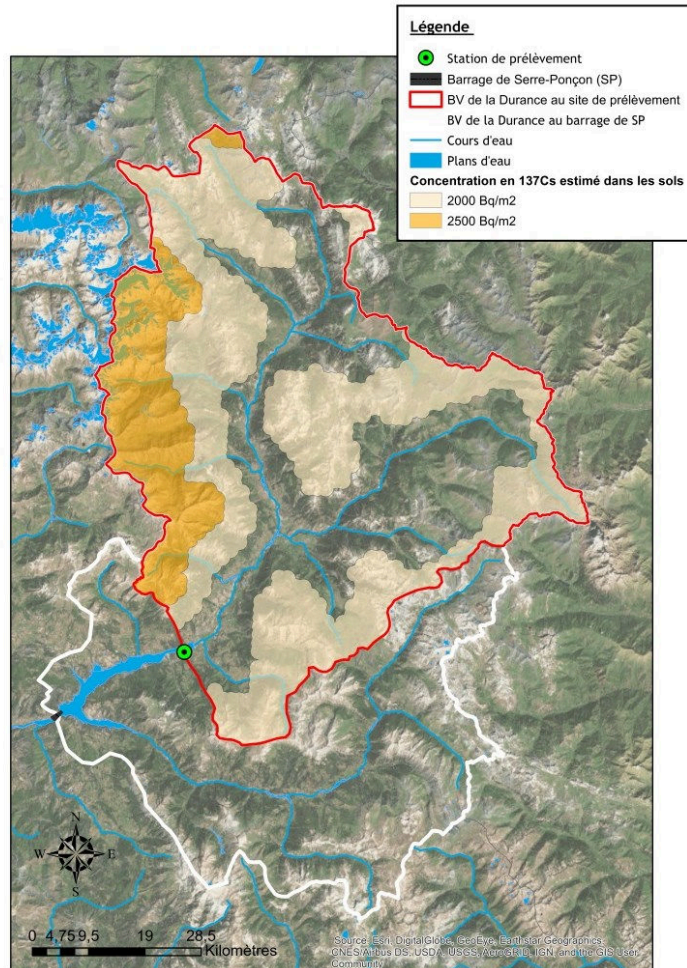 Légende
Station de prélèvement
Barrage de Serre-Ponçon (SP)
BV de la Durance au site de prélèvement
BV de la Durance au barrage de SP
Cours d'eau
Plans d'eau
Concentration en 137Cs estimé dans les sols
2000 Bq/m2
2500 Bq/m2
N
W E
S
0 4,75 9,5 19 28,5
Kilomètres
Source: Esri, DigitalGlobe, GeoEye, Earthstar Geographics,
CNES/Airbus DS, USDA, USGS, AeroGRID, IGN, and the GIS User
Community